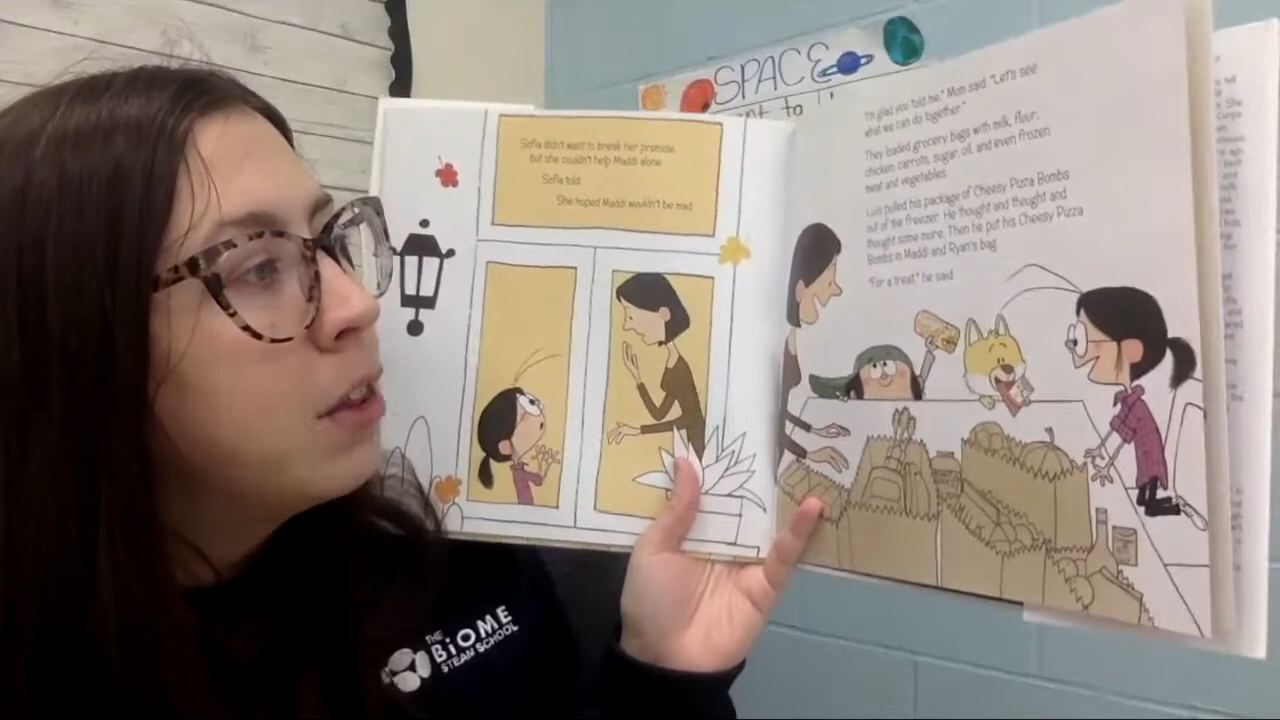 SPACE
Sofia didn't want to break her promise,
but she couldn't help Maddi alone.
Sofia told.
She hoped Maddi wouldn't be mad.
"I'm glad you told me," Mom said. "Let's see
what we can do together."
They loaded grocery bags with milk, flour,
chicken, carrots, sugar, oil, and even frozen
meat and vegetables.
Luis pulled his package of Cheesy Pizza Bombs
out of the freezer. He thought and thought and
thought some more. Then he put his Cheesy Pizza
Bombs in Maddi and Ryan's bag.
"For a treat," he said.
THE
BiOME
STEAM SCHOOL